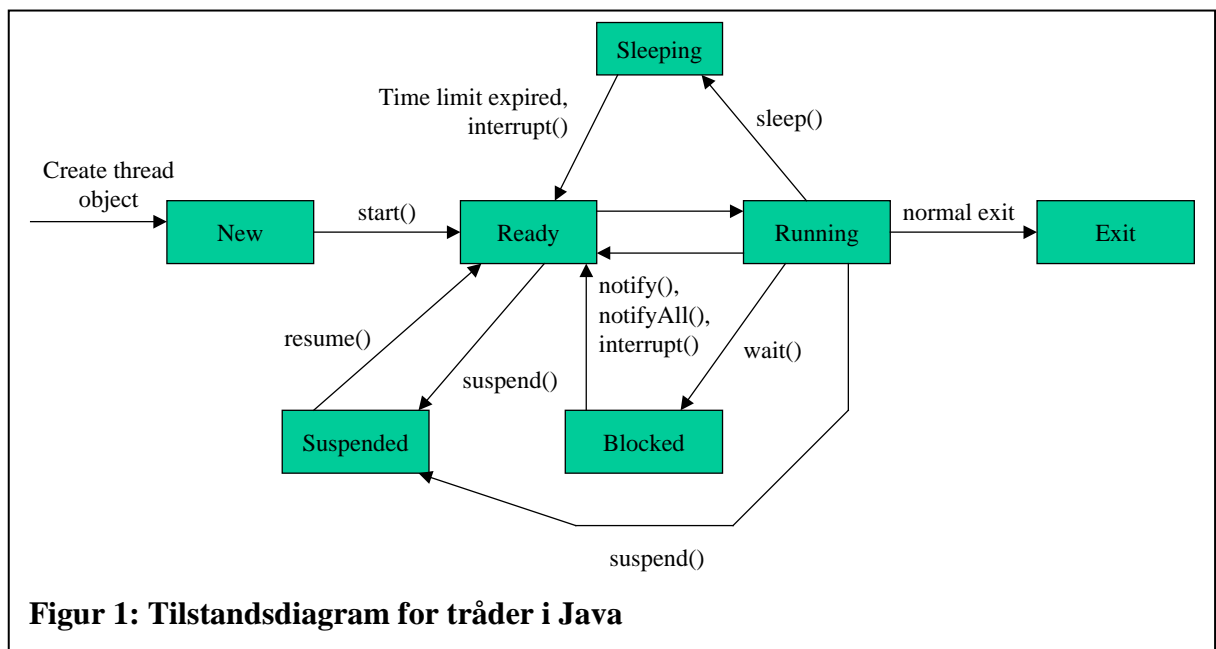 Sleeping
Time limit expired,
interrupt()
sleep()
Create thread
object
New
start()
Ready
Running
normal exit
Exit
notify(),
notifyAll(),
interrupt()
resume()
wait()
suspend()
Suspended
Blocked
suspend()
Figur 1: Tilstandsdiagram for tråder i Java